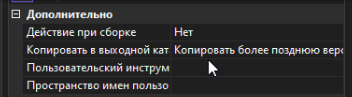 Дополнительно
Действие при сборке Нет
Копировать в выходной кат Копировать более позднюю верс
Пользовательский инструм
Пространство имен пользо